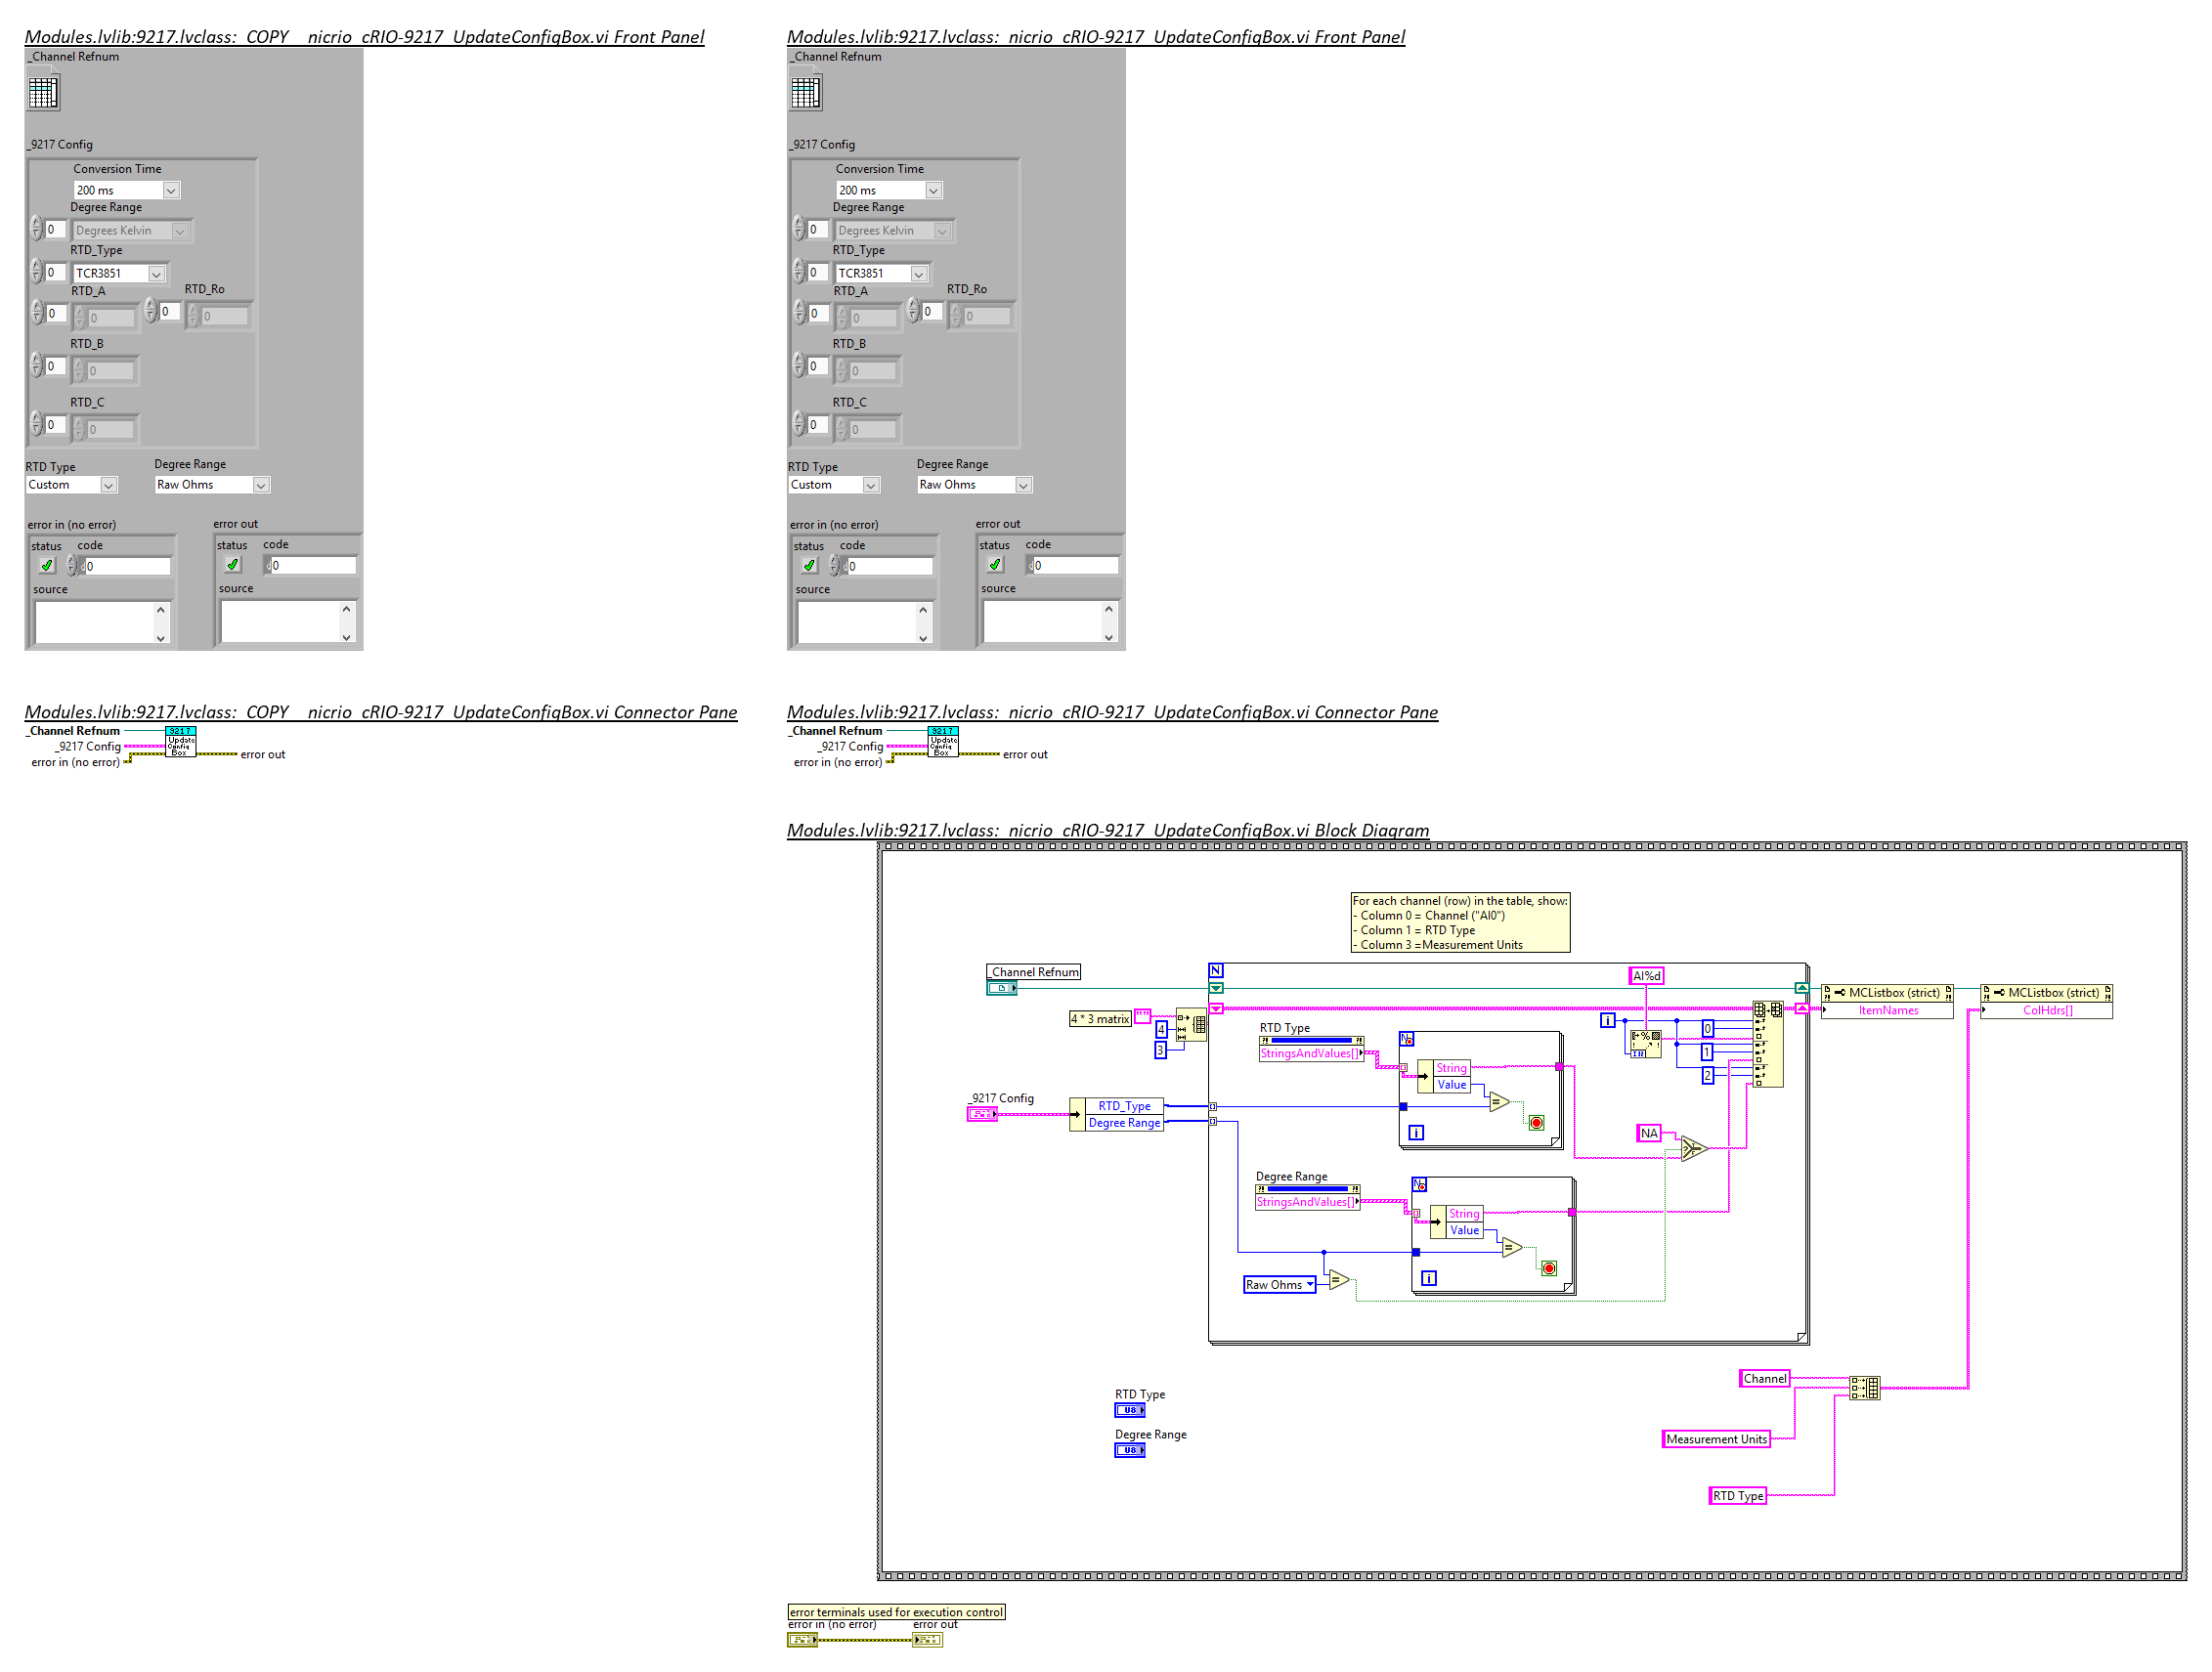 Modules.lvlib:9217.lvclass:_COPY__nicrio_cRIO-9217_UpdateConfigBox.vi Front Panel
_Channel Refnum
_9217 Config
Conversion Time
200 ms
Degree Range
0 Degrees Kelvin
RTD_Type
0 TCR3851
RTD_A RTD_Ro
0 0 0 0
RTD_B
0 0
RTD_C
0 0
RTD Type Degree Range
Custom Raw Ohms
error in (no error) error out
status code status code
0 0
source source
Modules.lvlib:9217.lvclass:_nicrio_cRIO-9217_UpdateConfigBox.vi Front Panel
_Channel Refnum
_9217 Config
Conversion Time
200 ms
Degree Range
0 Degrees Kelvin
RTD_Type
0 TCR3851
RTD_A RTD_Ro
0 0 0 0
RTD_B
0 0
RTD_C
0 0
RTD Type Degree Range
Custom Raw Ohms
error in (no error) error out
status code status code
0 0
source source
Modules.lvlib:9217.lvclass:_COPY__nicrio_cRIO-9217_UpdateConfigBox.vi Connector Pane
_Channel Refnum
_9217 Config
error in (no error)
9217
Update
Config
Box
error out
Modules.lvlib:9217.lvclass:_nicrio_cRIO-9217_UpdateConfigBox.vi Connector Pane
_Channel Refnum
_9217 Config
error in (no error)
9217
Update
Config
Box
error out
Modules.lvlib:9217.lvclass:_nicrio_cRIO-9217_UpdateConfigBox.vi Block Diagram
For each channel (row) in the table, show:
- Column 0 = Channel ("AI0")
- Column 1 = RTD Type
- Column 3 =Measurement Units
_Channel Refnum
N
AI%d
MCListbox (strict)
ItemNames
MCListbox (strict)
ColHdrs[]
4 * 3 matrix
4
3
RTD Type
StringsAndValues[]
N
String
Value
=
i
i
0
1
2
_9217 Config
RTD_Type
Degree Range
NA
Degree Range
StringsAndValues[]
N
String
Value
=
i
Raw Ohms
=
Channel
Measurement Units
RTD Type
RTD Type
U8
Degree Range
U8
error terminals used for execution control
error in (no error) error out